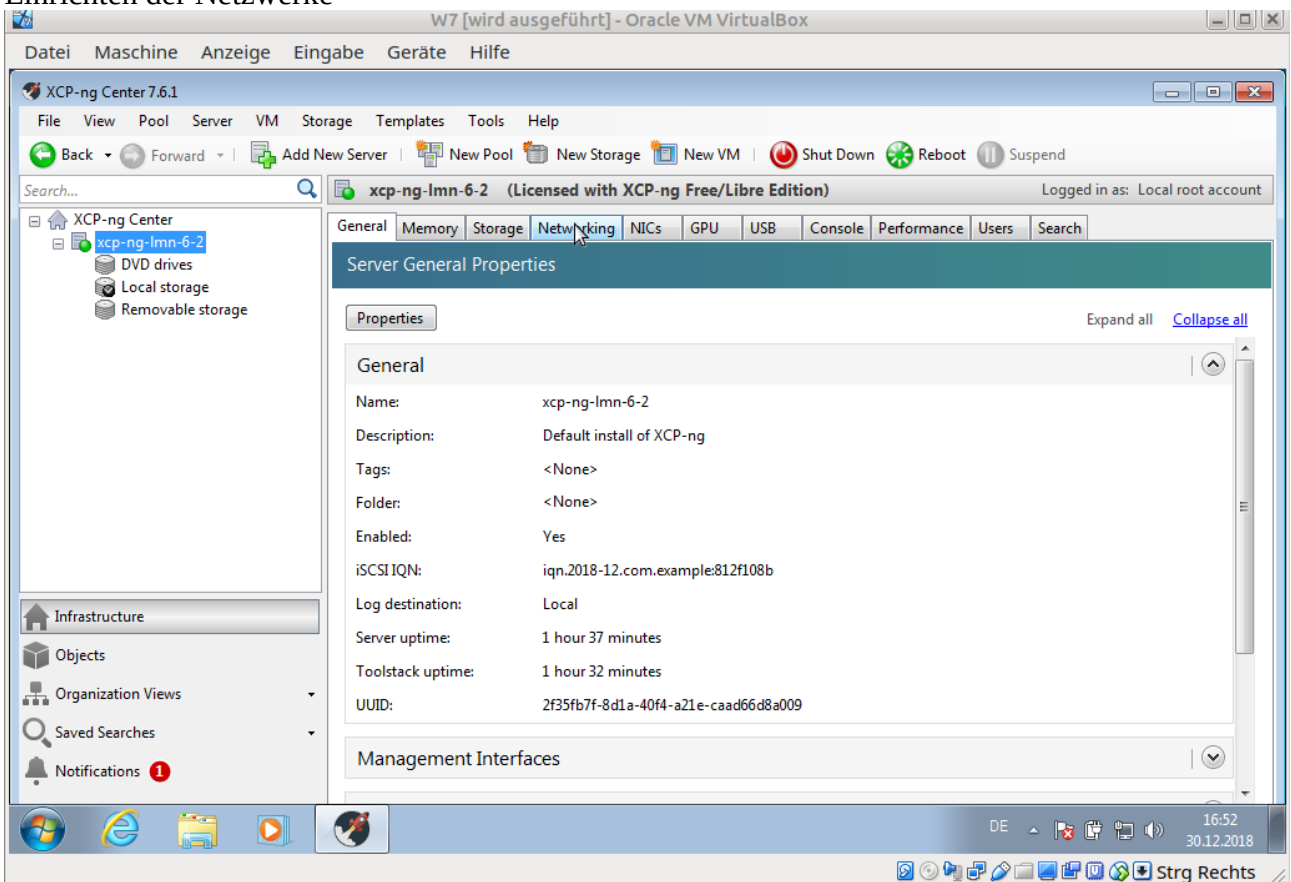 Einrichten der Netzwerke
W7 [wird ausgeführt] - Oracle VM VirtualBox
Datei Maschine Anzeige Eingabe Geräte Hilfe
XCP-ng Center 7.6.1
File View Pool Server VM Storage Templates Tools Help
Back Forward Add New Server New Pool New Storage New VM Shut Down Reboot Suspend
Search...
xcp-ng-lmn-6-2 (Licensed with XCP-ng Free/Libre Edition) Logged in as: Local root account
XCP-ng Center
xcp-ng-lmn-6-2
DVD drives
Local storage
Removable storage
General Memory Storage Networking NICs GPU USB Console Performance Users Search
Server General Properties
Properties Expand all Collapse all
General
Name: xcp-ng-lmn-6-2
Description: Default install of XCP-ng
Tags: <None>
Folder: <None>
Enabled: Yes
iSCSI IQN: iqn.2018-12.com.example:812f108b
Log destination: Local
Server uptime: 1 hour 37 minutes
Toolstack uptime: 1 hour 32 minutes
UUID: 2f35fb7f-8d1a-40f4-a21e-caad66d8a009
Management Interfaces
Infrastructure
Objects
Organization Views
Saved Searches
Notifications 1
DE 16:52
30.12.2018
Strg Rechts